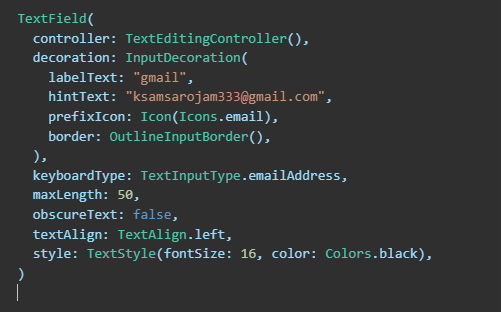 TextField(
  controller: TextEditingController(),
  decoration: InputDecoration(
    labelText: "gmail",
    hintText: "ksamsarojam333@gmail.com",
    prefixIcon: Icon(Icons.email),
    border: OutlineInputBorder(),
  ),
  keyboardType: TextInputType.emailAddress,
  maxLength: 50,
  obscureText: false,
  textAlign: TextAlign.left,
  style: TextStyle(fontSize: 16, color: Colors.black),
)